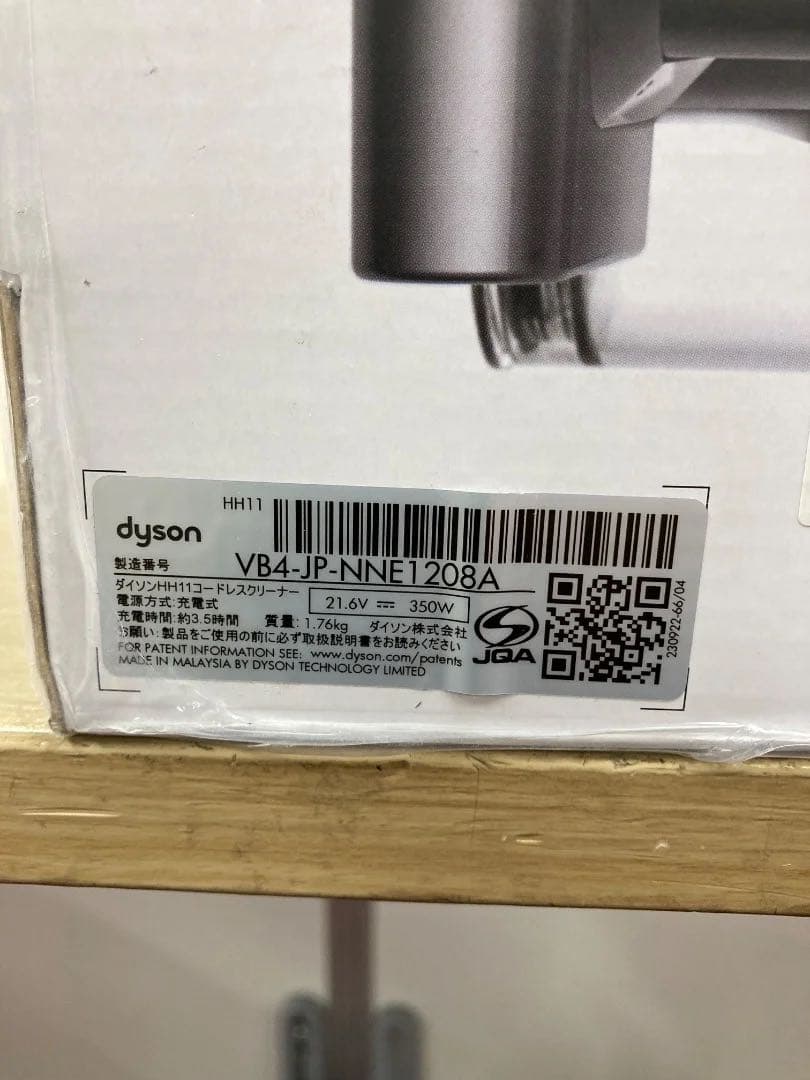 HH11
dyson
製造番号 VB4-JP-NNE1208A
ダイソンHH11コードレスクリーナー
電源方式:充電式 21.6V ⎓ 350W
充電時間:約3.5時間 質量:1.76kg ダイソン株式会社
お願い:製品をご使用の前に必ず取扱説明書をお読みください
FOR PATENT INFORMATION SEE: www.dyson.com/patents
MADE IN MALAYSIA BY DYSON TECHNOLOGY LIMITED
S
JQA
230922-66/04